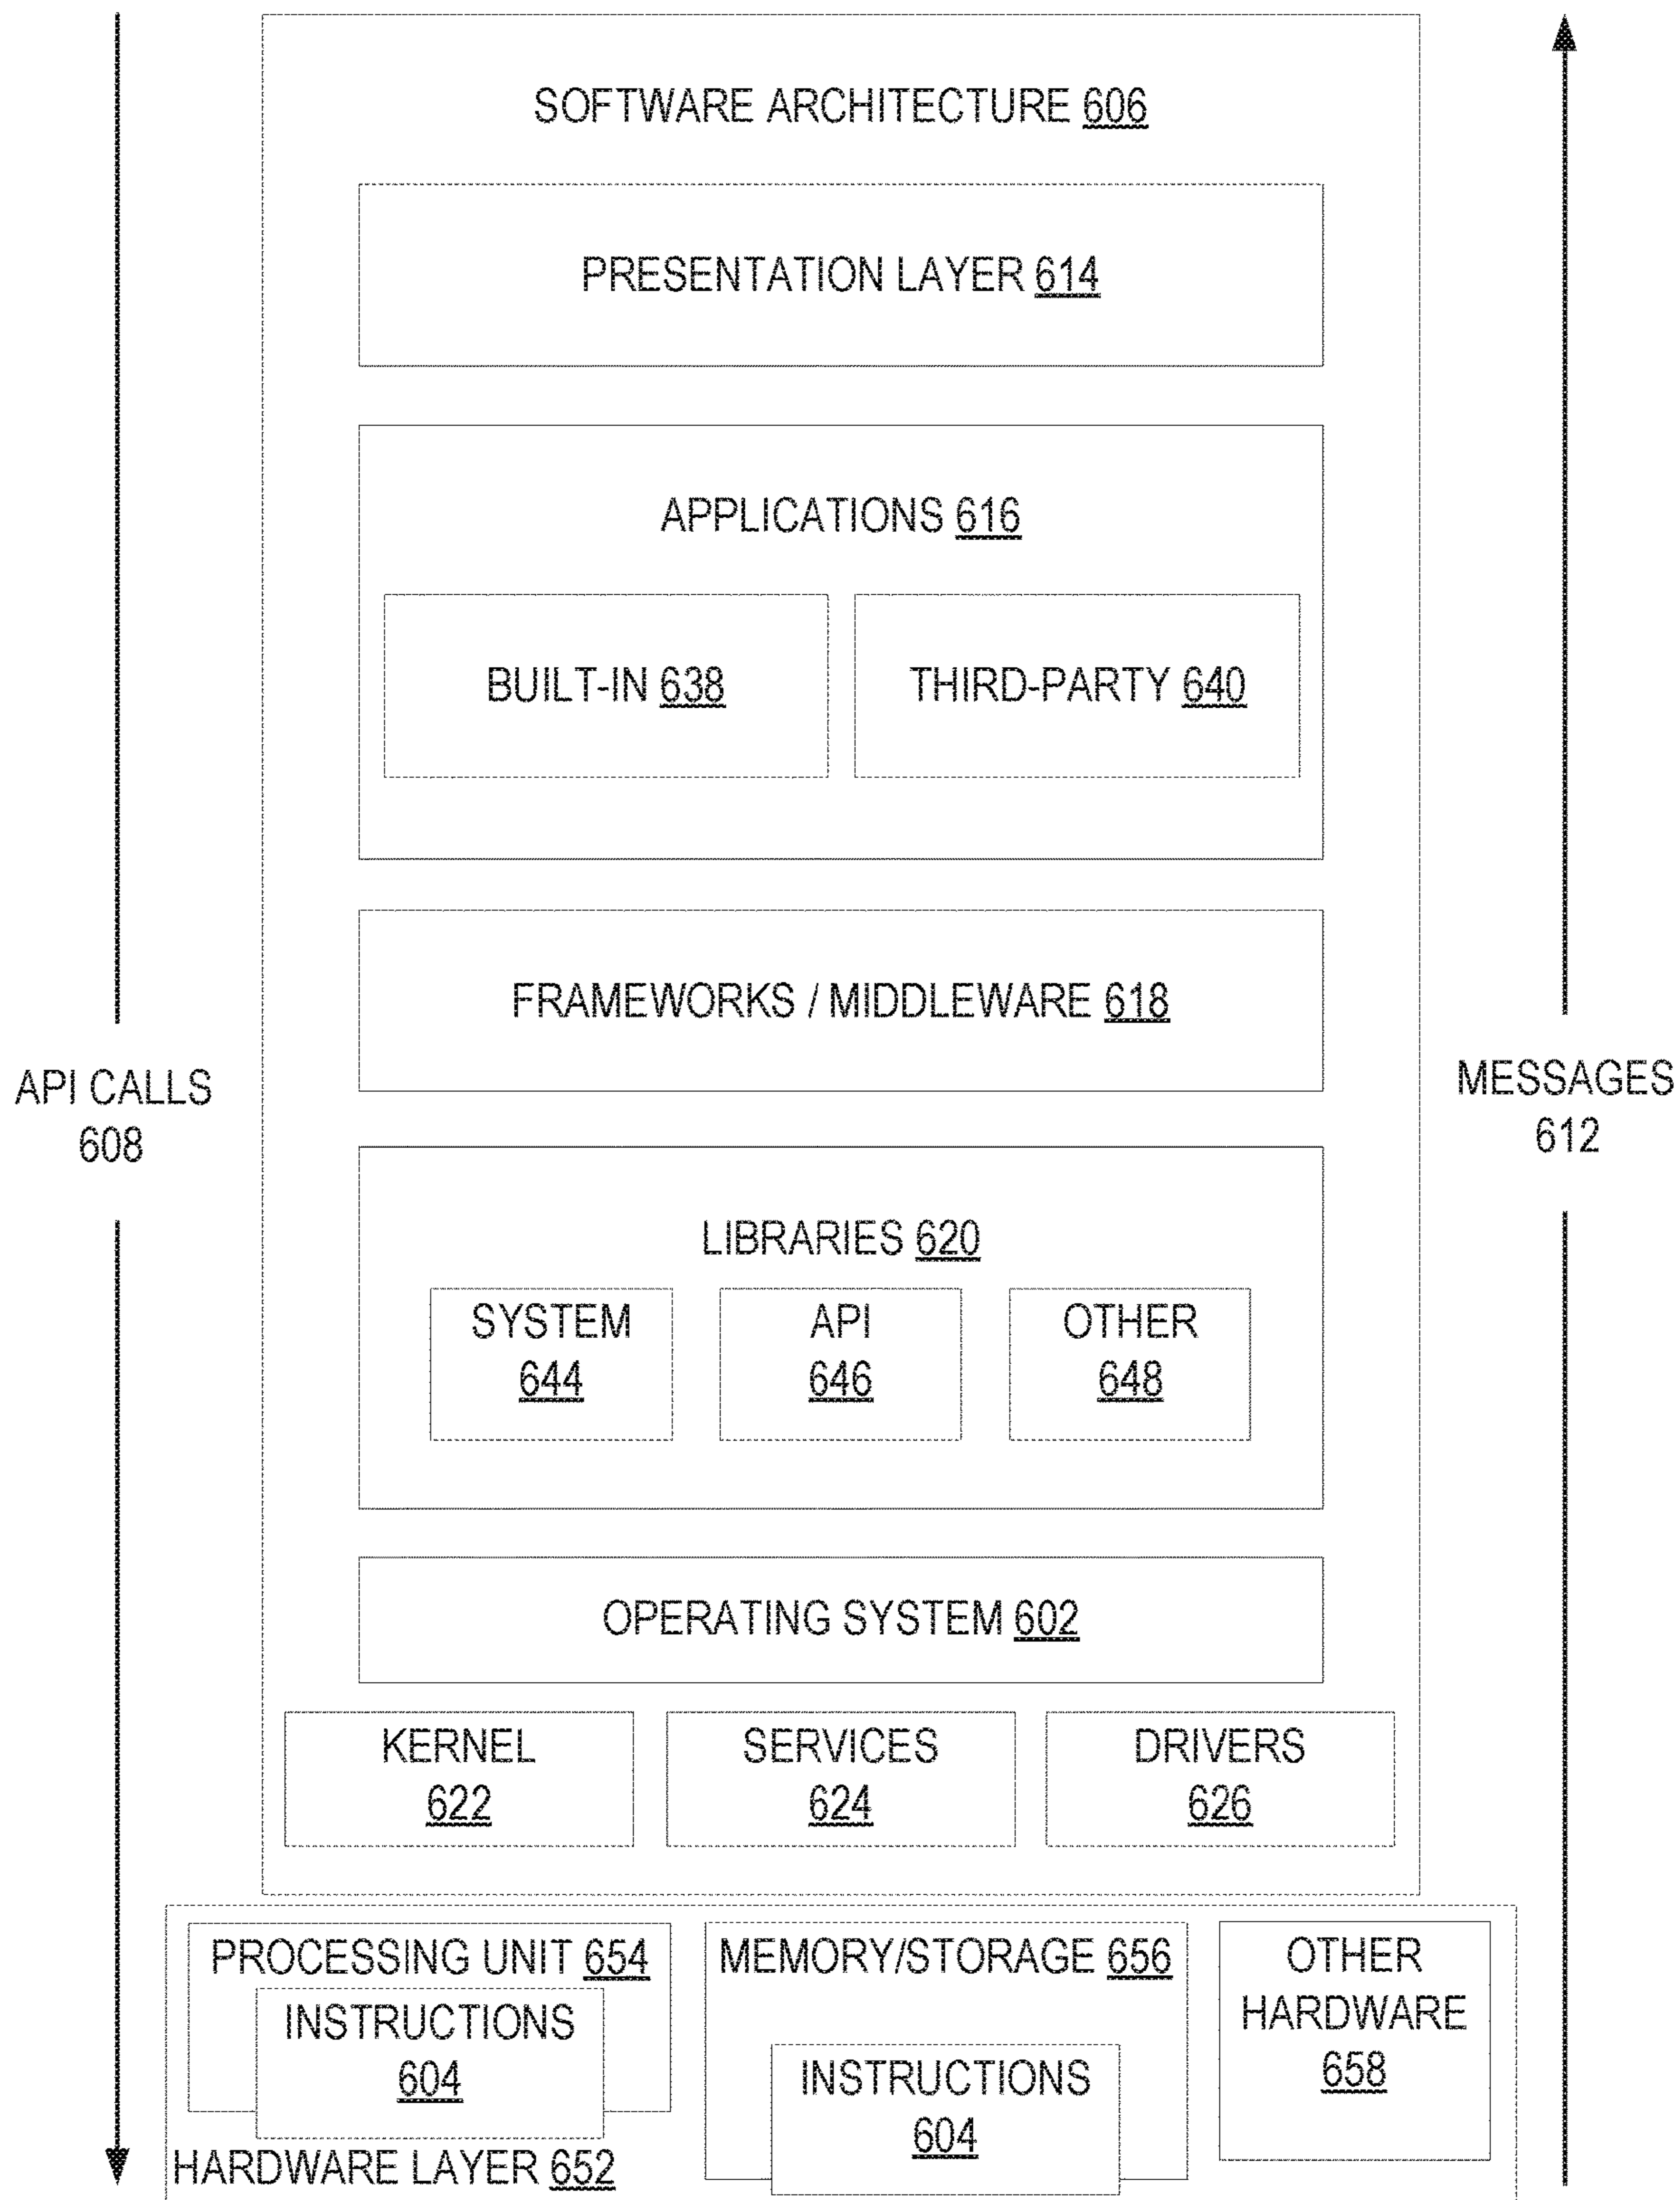 SOFTWARE ARCHITECTURE 606
PRESENTATION LAYER 614
APPLICATIONS 616
BUILT-IN 638
THIRD-PARTY 640
FRAMEWORKS / MIDDLEWARE 618
API CALLS
608
MESSAGES
612
LIBRARIES 620
SYSTEM
644
API
646
OTHER
648
OPERATING SYSTEM 602
KERNEL
622
SERVICES
624
DRIVERS
626
PROCESSING UNIT 654
INSTRUCTIONS
604
MEMORY/STORAGE 656
INSTRUCTIONS
604
OTHER
HARDWARE
658
HARDWARE LAYER 652